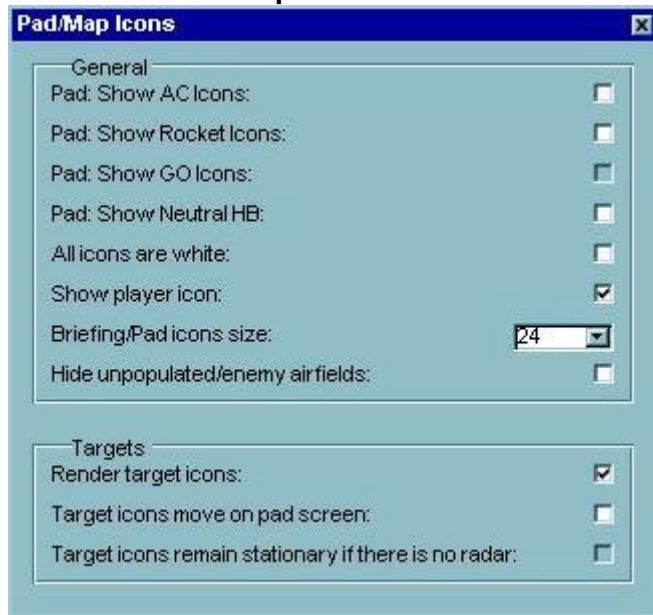 Pad/Map Icons
General
Pad: Show AC Icons:
Pad: Show Rocket Icons:
Pad: Show GO Icons:
Pad: Show Neutral HB:
All icons are white:
Show player icon:
Briefing/Pad icons size: 24
Hide unpopulated/enemy airfields:
Targets
Render target icons:
Target icons move on pad screen:
Target icons remain stationary if there is no radar: